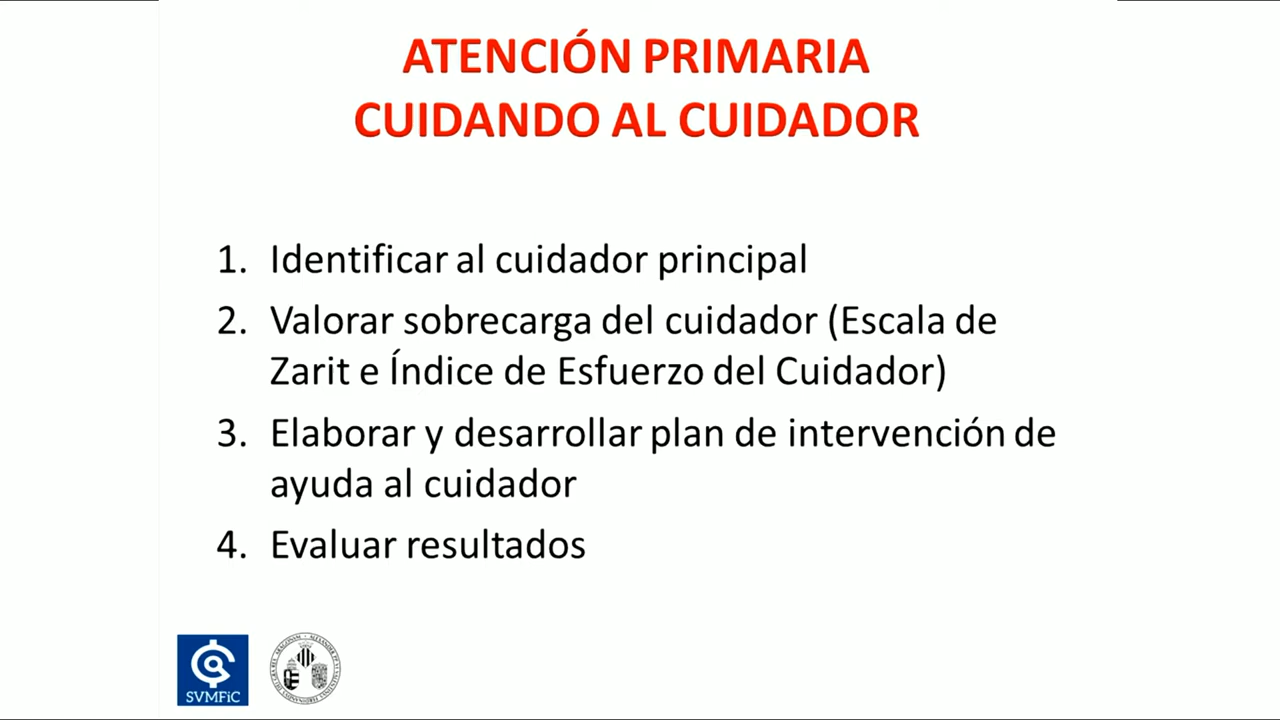 ATENCIÓN PRIMARIA
CUIDANDO AL CUIDADOR
1. Identificar al cuidador principal
2. Valorar sobrecarga del cuidador (Escala de
Zarit e Índice de Esfuerzo del Cuidador)
3. Elaborar y desarrollar plan de intervención de
ayuda al cuidador
4. Evaluar resultados
SVMFiC